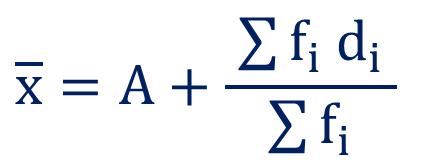 x̅ = A + ∑ fᵢ dᵢ / ∑ fᵢ